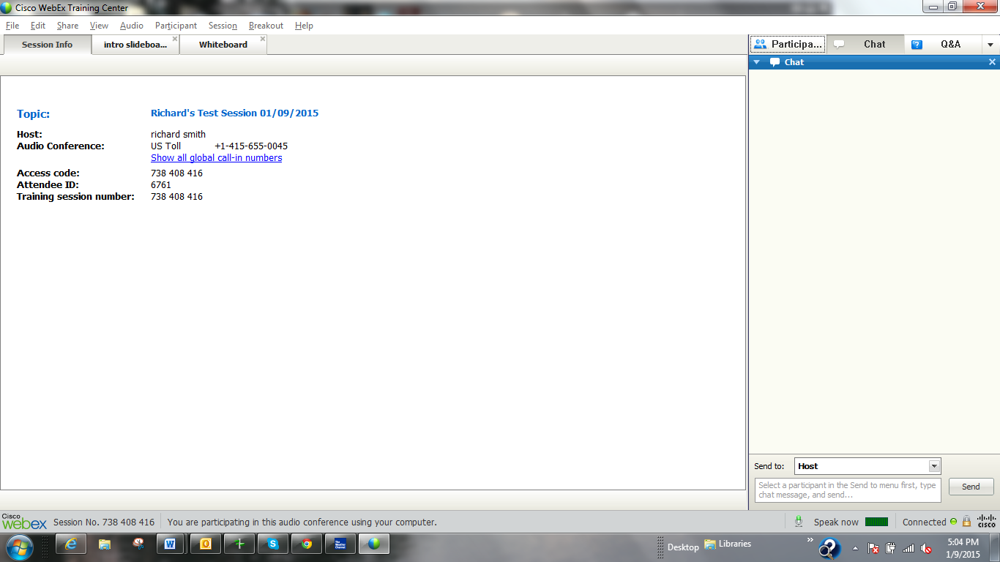 Cisco WebEx Training Center
File Edit Share View Audio Participant Session Breakout Help
Session Info intro slideboa... Whiteboard
Participa... Chat Q&A
Chat
Topic: Richard's Test Session 01/09/2015
Host: richard smith
Audio Conference: US Toll +1-415-655-0045
Show all global call-in numbers
Access code: 738 408 416
Attendee ID: 6761
Training session number: 738 408 416
Send to: Host
Select a participant in the Send to menu first, type
chat message, and send...
Send
Cisco webex Session No. 738 408 416 You are participating in this audio conference using your computer. Speak now Connected CISCO
Desktop Libraries
5:04 PM
1/9/2015